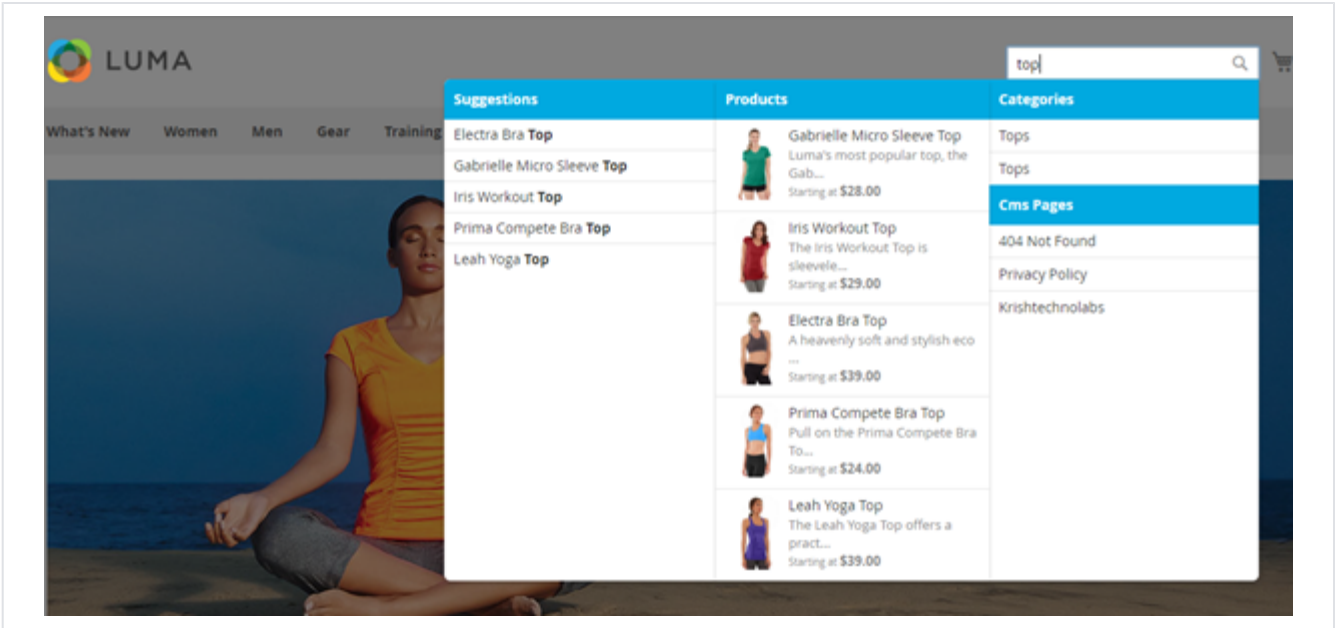 LUMA
top
What's New Women Men Gear Training
Suggestions
Electra Bra Top
Gabrielle Micro Sleeve Top
Iris Workout Top
Prima Compete Bra Top
Leah Yoga Top
Products
Gabrielle Micro Sleeve Top
Luma's most popular top, the
Gab...
Starting at $28.00
Iris Workout Top
The Iris Workout Top is
sleevele...
Starting at $29.00
Electra Bra Top
A heavenly soft and stylish eco
...
Starting at $39.00
Prima Compete Bra Top
Pull on the Prima Compete Bra
To...
Starting at $24.00
Leah Yoga Top
The Leah Yoga Top offers a
pract...
Starting at $39.00
Categories
Tops
Tops
Cms Pages
404 Not Found
Privacy Policy
Krishtechnolabs